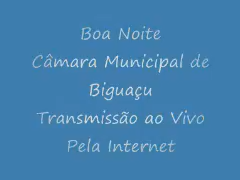 Boa Noite
Câmara Municipal de
Biguaçu
Transmissão ao Vivo
Pela Internet